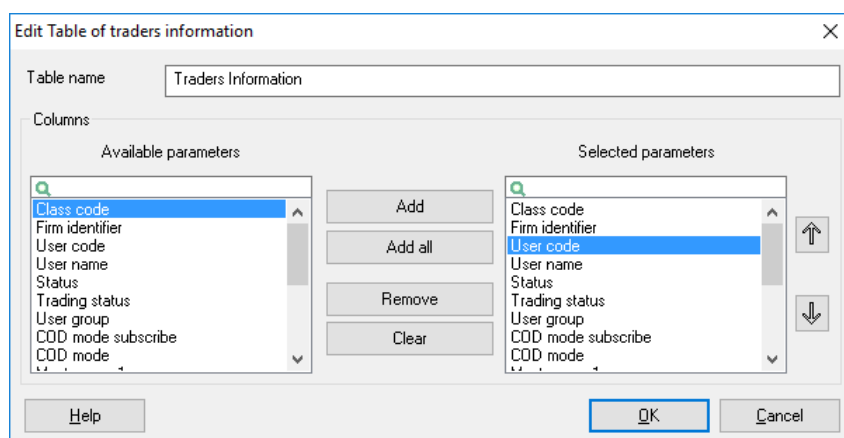 Edit Table of traders information
Table name
Traders Information
Columns
Available parameters
Class code
Firm identifier
User code
User name
Status
Trading status
User group
COD mode subscribe
COD mode
Add
Add all
Remove
Clear
Selected parameters
Class code
Firm identifier
User code
User name
Status
Trading status
User group
COD mode subscribe
COD mode
Help
OK
Cancel